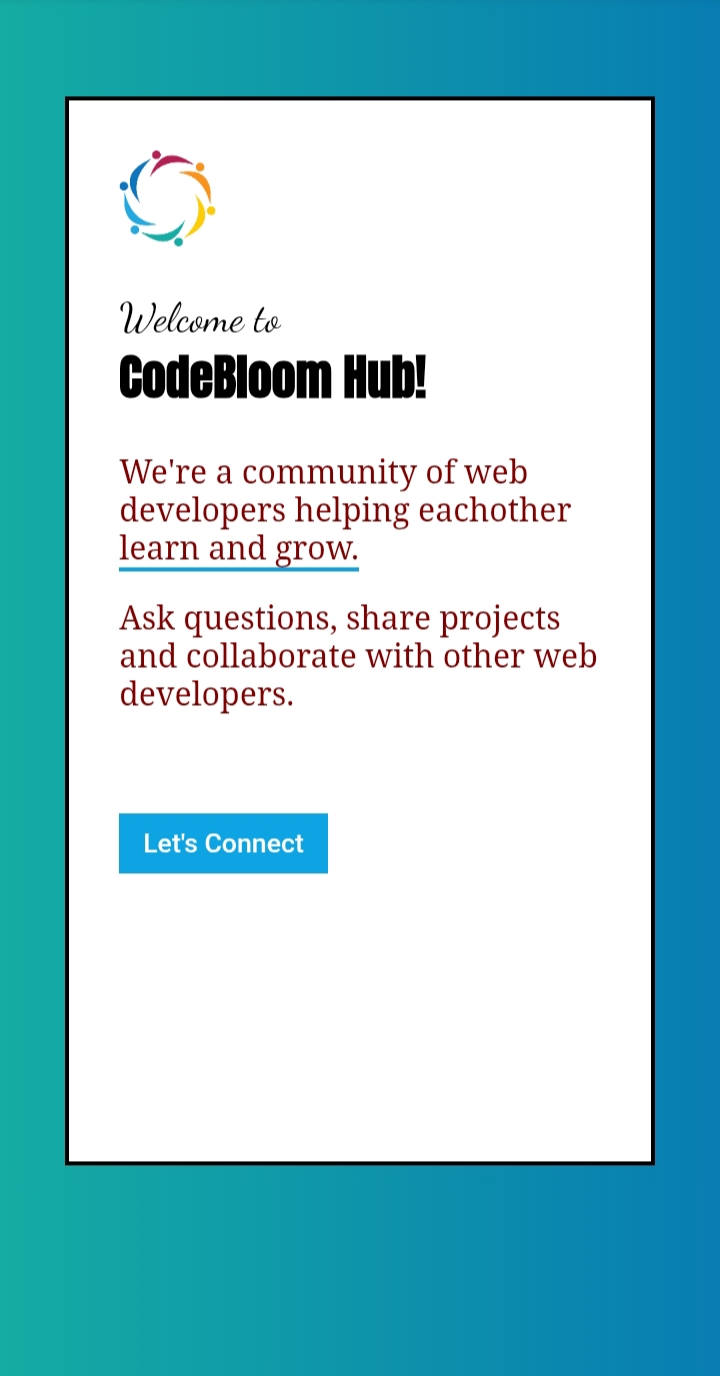 Welcome to
CodeBloom Hub!
We're a community of web
developers helping eachother
learn and grow.
Ask questions, share projects
and collaborate with other web
developers.
Let's Connect